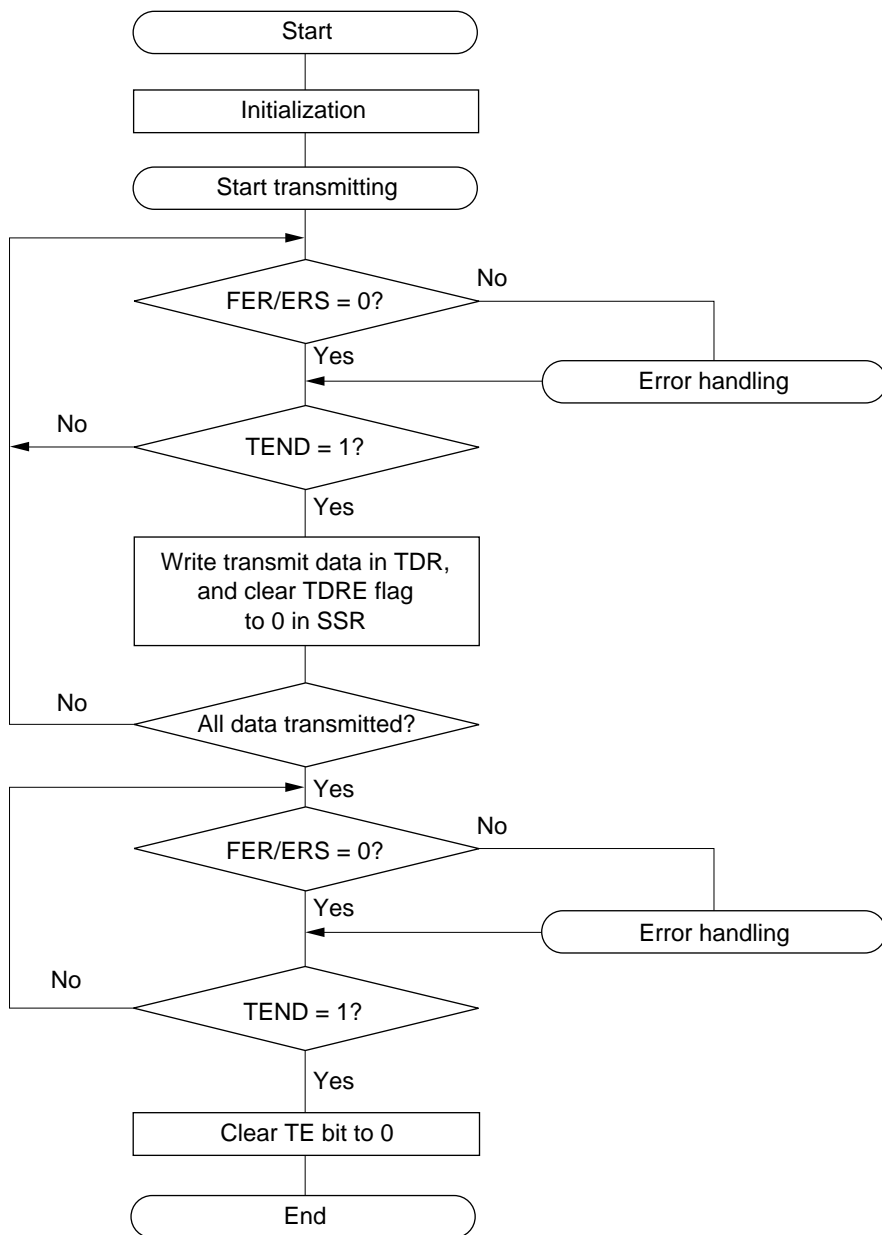 Start
Initialization
Start transmitting
No
FER/ERS = 0?
Yes
Error handling
No
TEND = 1?
Yes
Write transmit data in TDR,
and clear TDRE flag
to 0 in SSR
No
All data transmitted?
Yes
No
FER/ERS = 0?
Yes
Error handling
No
TEND = 1?
Yes
Clear TE bit to 0
End